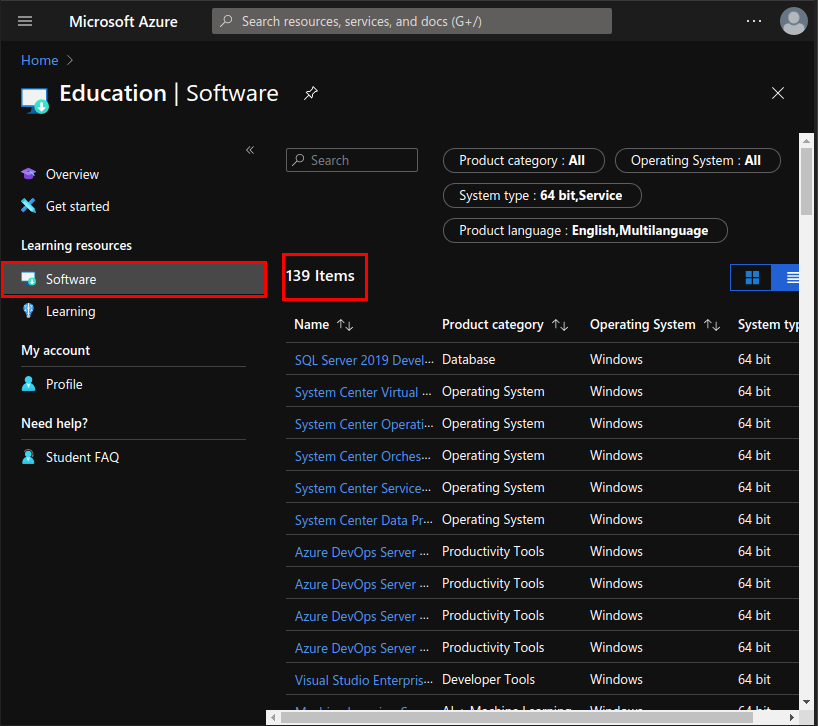 Microsoft Azure
Search resources, services, and docs (G+/)
Home
Education | Software
Overview
Get started
Learning resources
Software
Learning
My account
Profile
Need help?
Student FAQ
Search
Product category : All
Operating System : All
System type : 64 bit,Service
Product language : English,Multilanguage
139 Items
Name Product category Operating System System typ
SQL Server 2019 Devel... Database Windows 64 bit
System Center Virtual ... Operating System Windows 64 bit
System Center Operati... Operating System Windows 64 bit
System Center Orches... Operating System Windows 64 bit
System Center Service... Operating System Windows 64 bit
System Center Data Pr... Operating System Windows 64 bit
Azure DevOps Server ... Productivity Tools Windows 64 bit
Azure DevOps Server ... Productivity Tools Windows 64 bit
Azure DevOps Server ... Productivity Tools Windows 64 bit
Azure DevOps Server ... Productivity Tools Windows 64 bit
Visual Studio Enterpris... Developer Tools Windows 64 bit